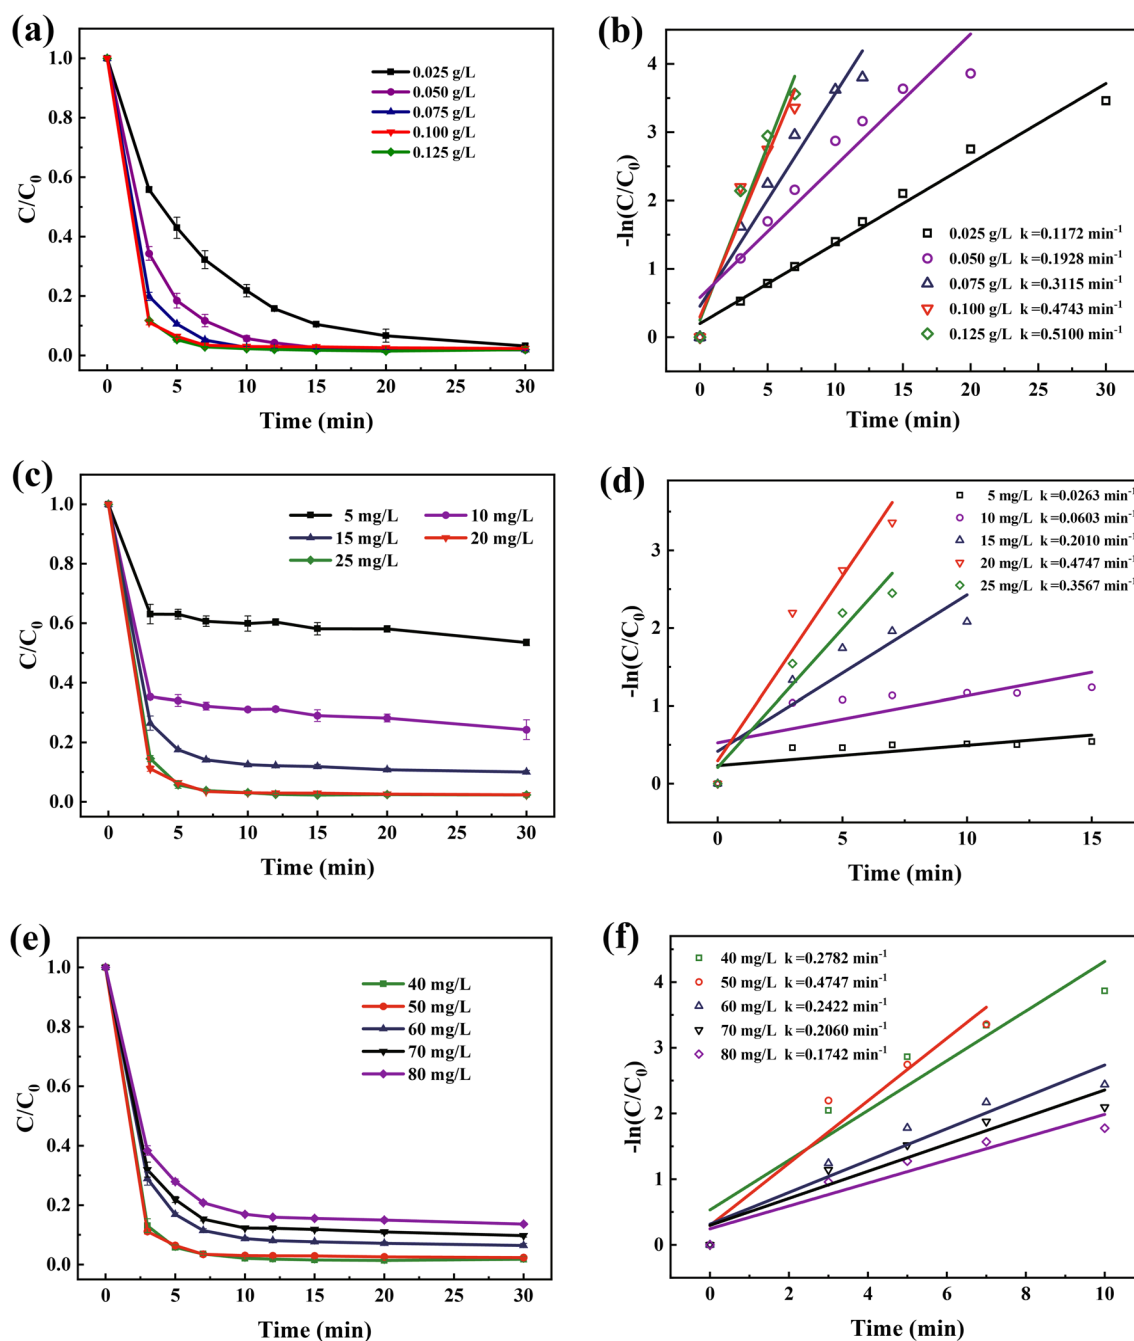 (a)
C/C0
1.0
0.8
0.6
0.4
0.2
0.0
0.025 g/L
0.050 g/L
0.075 g/L
0.100 g/L
0.125 g/L
0 5 10 15 20 25 30
Time (min)
(b)
-ln(C/C0)
4
3
2
1
0
0.025 g/L k=0.1172 min-1
0.050 g/L k=0.1928 min-1
0.075 g/L k=0.3115 min-1
0.100 g/L k=0.4743 min-1
0.125 g/L k=0.5100 min-1
0 5 10 15 20 25 30
Time (min)
(c)
C/C0
1.0
0.8
0.6
0.4
0.2
0.0
5 mg/L 10 mg/L
15 mg/L 20 mg/L
25 mg/L
0 5 10 15 20 25 30
Time (min)
(d)
-ln(C/C0)
3
2
1
0
5 mg/L k=0.0263 min-1
10 mg/L k=0.0603 min-1
15 mg/L k=0.2010 min-1
20 mg/L k=0.4747 min-1
25 mg/L k=0.3567 min-1
0 5 10 15
Time (min)
(e)
C/C0
1.0
0.8
0.6
0.4
0.2
0.0
40 mg/L
50 mg/L
60 mg/L
70 mg/L
80 mg/L
0 5 10 15 20 25 30
Time (min)
(f)
-ln(C/C0)
4
3
2
1
0
40 mg/L k=0.2782 min-1
50 mg/L k=0.4747 min-1
60 mg/L k=0.2422 min-1
70 mg/L k=0.2060 min-1
80 mg/L k=0.1742 min-1
0 2 4 6 8 10
Time (min)